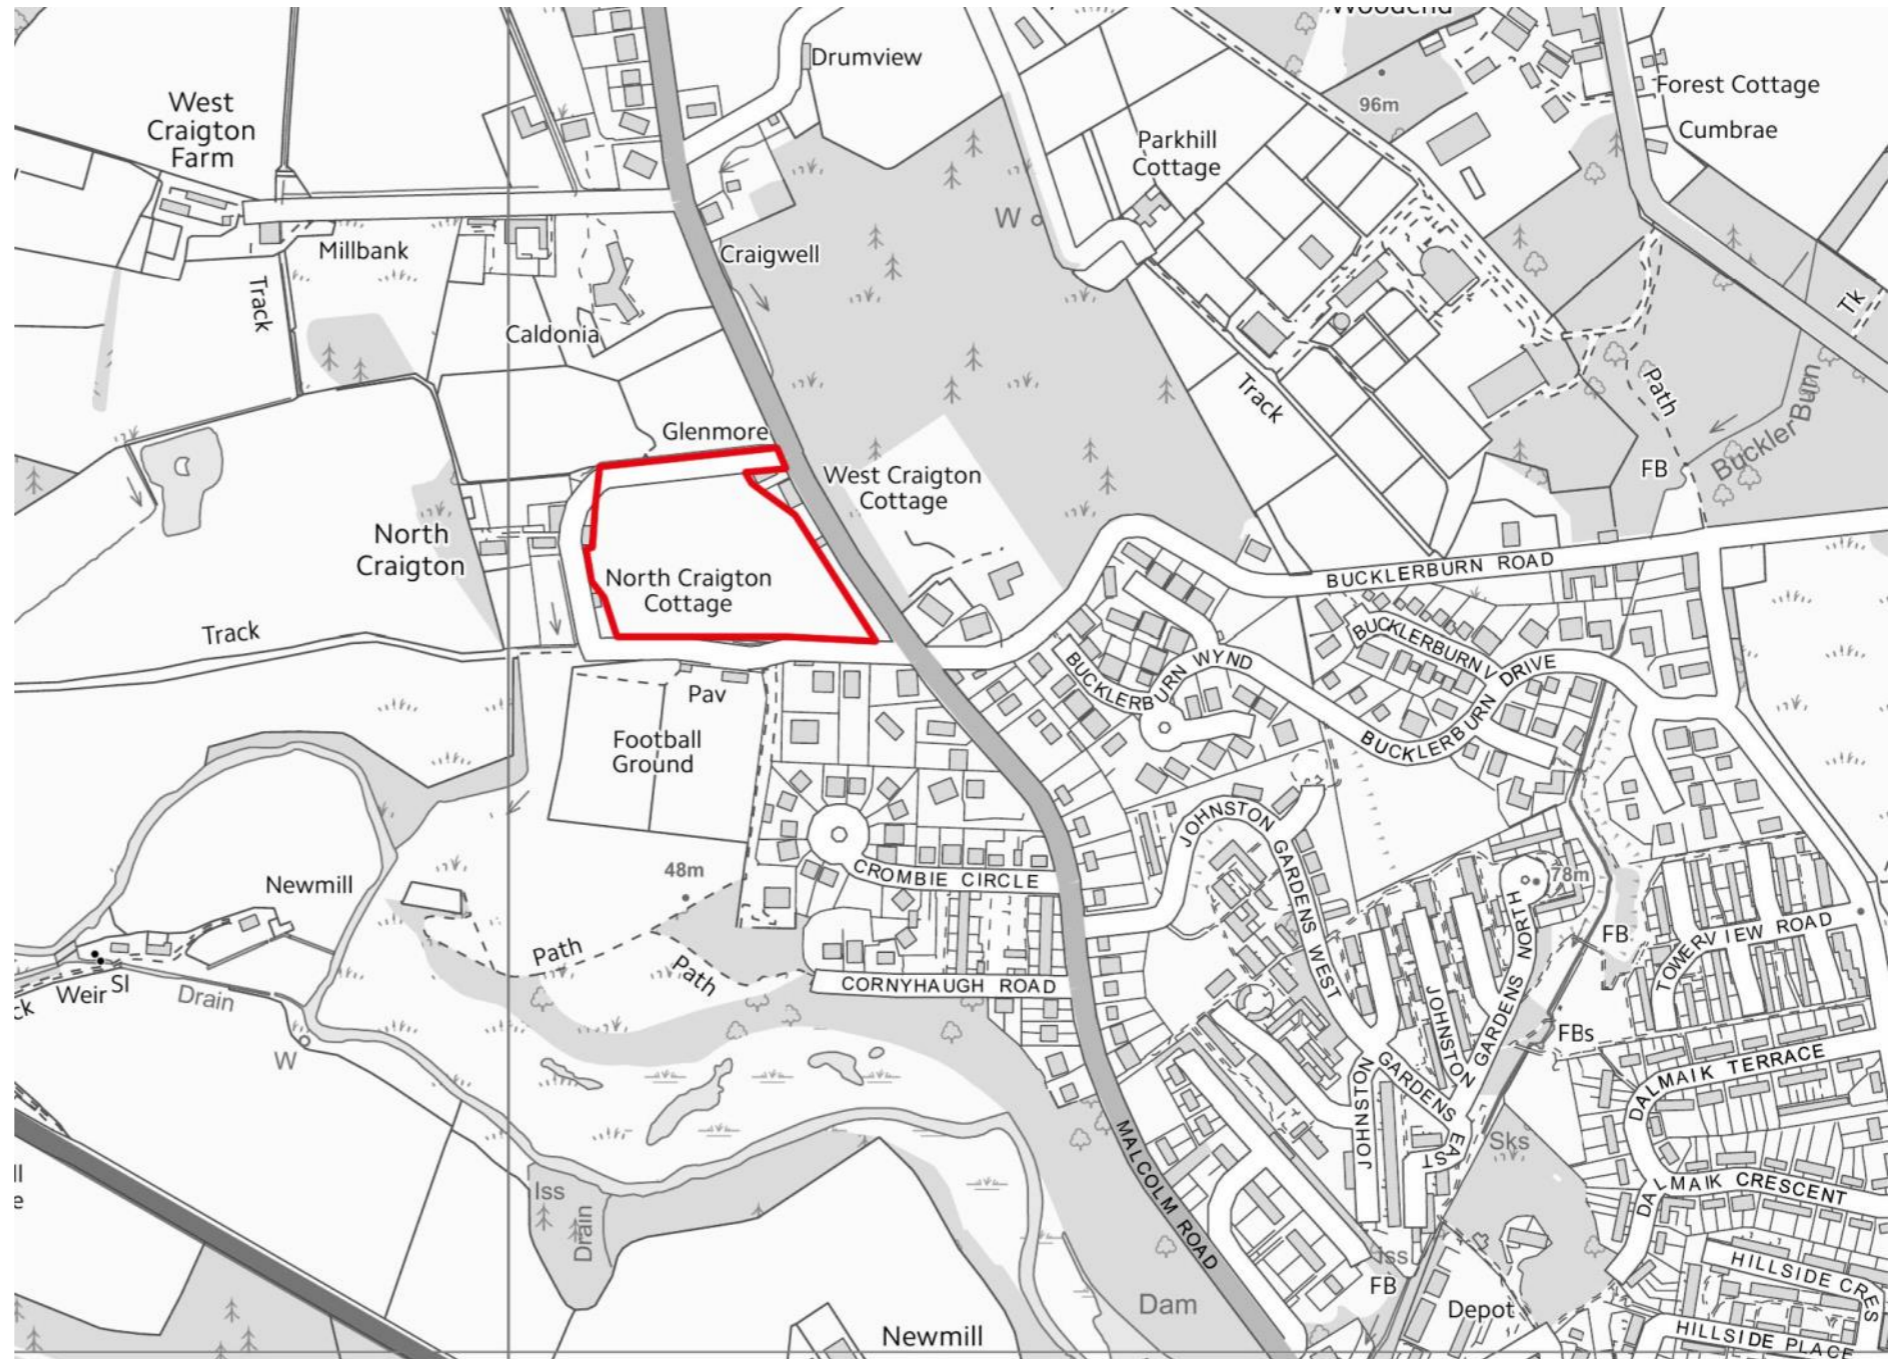 Woodend
Drumview
West
Craigton
Farm
Forest Cottage
96m
Cumbrae
Parkhill
Cottage
W
Millbank
Craigwell
Track
Caldonia
Tk
Track
Path
Buckler Burn
Glenmore
FB
West Craigton
Cottage
North
Craigton
North Craigton
Cottage
BUCKLERBURN ROAD
Track
BUCKLERBURN WYND
BUCKLERBURN V
BUCKLERBURN DRIVE
Pav
Football
Ground
JOHNSTON
GARDENS WEST
48m
CROMBIE CIRCLE
78m
Newmill
Path
Path
FB
TOWERVIEW ROAD
Weir
Sl
Drain
CORNYHAUGH ROAD
JOHNSTON
GARDENS NORTH
ck
FBs
W
JOHNSTON
GARDENS
EAST
DALMAIK TERRACE
Sks
MALCOLM ROAD
DALMAIK CRESCENT
ll
e
Iss
Drain
Iss
FB
HILLSIDE CRES
Dam
Depot
Newmill
HILLSIDE PLACE